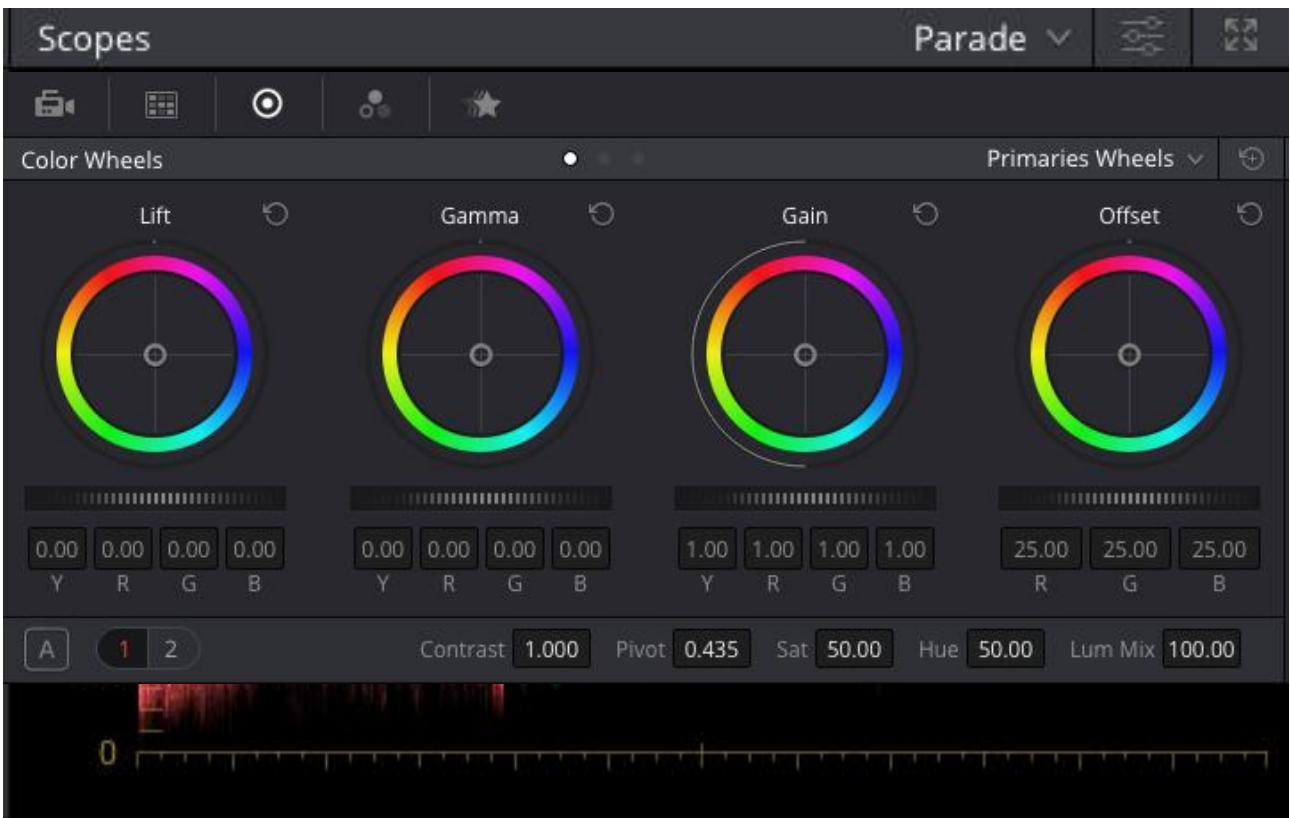 Scopes Parade
Color Wheels Primaries Wheels
Lift Gamma Gain Offset
0.00 0.00 0.00 0.00 0.00 0.00 0.00 0.00 1.00 1.00 1.00 1.00 25.00 25.00 25.00
Y R G B Y R G B Y R G B R G B
A 1 2 Contrast 1.000 Pivot 0.435 Sat 50.00 Hue 50.00 Lum Mix 100.00
0